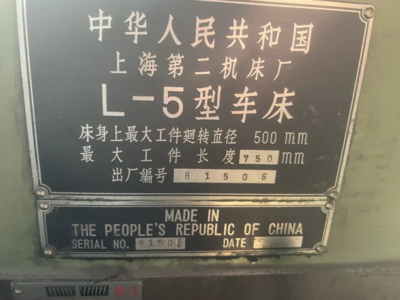 中华人民共和国
上海第二机床厂
L-5型车床
床身上最大工件廻转直径 500 mm
最大工件长度 750 mm
出厂编号 81506
MADE IN
THE PEOPLE'S REPUBLIC OF CHINA
SERIAL NO. 81506 DATE